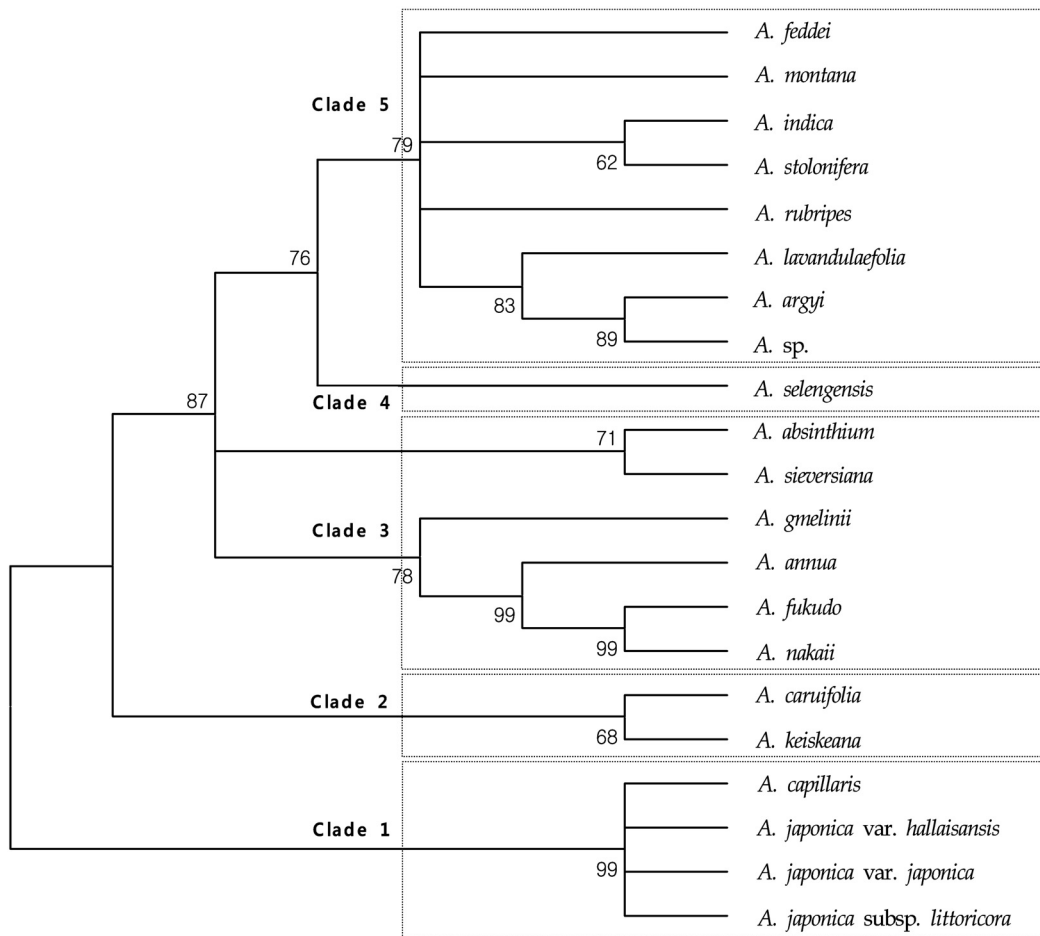 A. feddei
A. montana
Clade 5
A. indica
79
62
A. stolonifera
A. rubripes
76
A. lavandulaefolia
83
A. argyi
89
A. sp.
A. selengensis
87
Clade 4
71
A. absinthium
A. sieversiana
A. gmelinii
Clade 3
A. annua
78
A. fukudo
99
99
A. nakaii
A. caruifolia
Clade 2
68
A. keiskeana
A. capillaris
Clade 1
A. japonica var. hallaisansis
99
A. japonica var. japonica
A. japonica subsp. littoricora